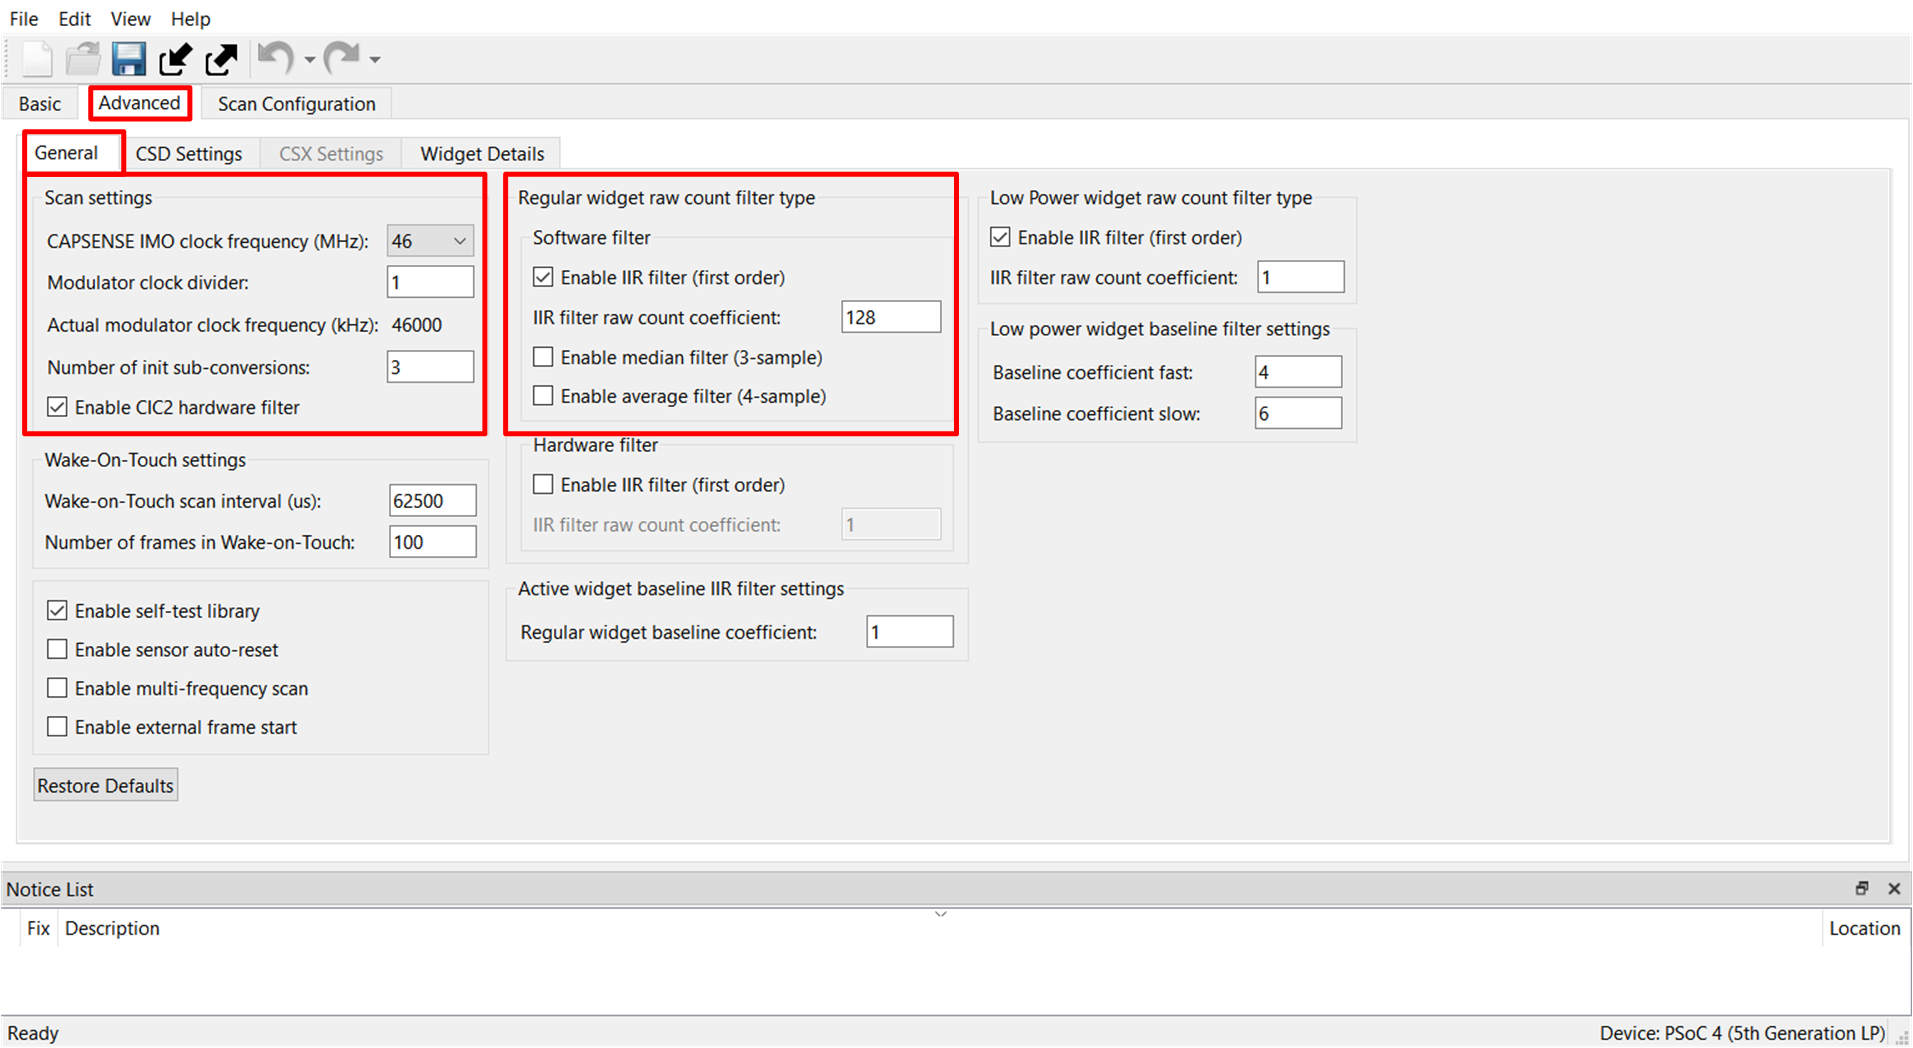 File Edit View Help
Basic Advanced Scan Configuration
General CSD Settings CSX Settings Widget Details
Scan settings
CAPSENSE IMO clock frequency (MHz): 46
Modulator clock divider: 1
Actual modulator clock frequency (kHz): 46000
Number of init sub-conversions: 3
Enable CIC2 hardware filter
Wake-On-Touch settings
Wake-on-Touch scan interval (us): 62500
Number of frames in Wake-on-Touch: 100
Enable self-test library
Enable sensor auto-reset
Enable multi-frequency scan
Enable external frame start
Restore Defaults
Regular widget raw count filter type
Software filter
Enable IIR filter (first order)
IIR filter raw count coefficient: 128
Enable median filter (3-sample)
Enable average filter (4-sample)
Hardware filter
Enable IIR filter (first order)
IIR filter raw count coefficient: 1
Active widget baseline IIR filter settings
Regular widget baseline coefficient: 1
Low Power widget raw count filter type
Enable IIR filter (first order)
IIR filter raw count coefficient: 1
Low power widget baseline filter settings
Baseline coefficient fast: 4
Baseline coefficient slow: 6
Notice List
Fix Description Location
Ready Device: PSoC 4 (5th Generation LP)